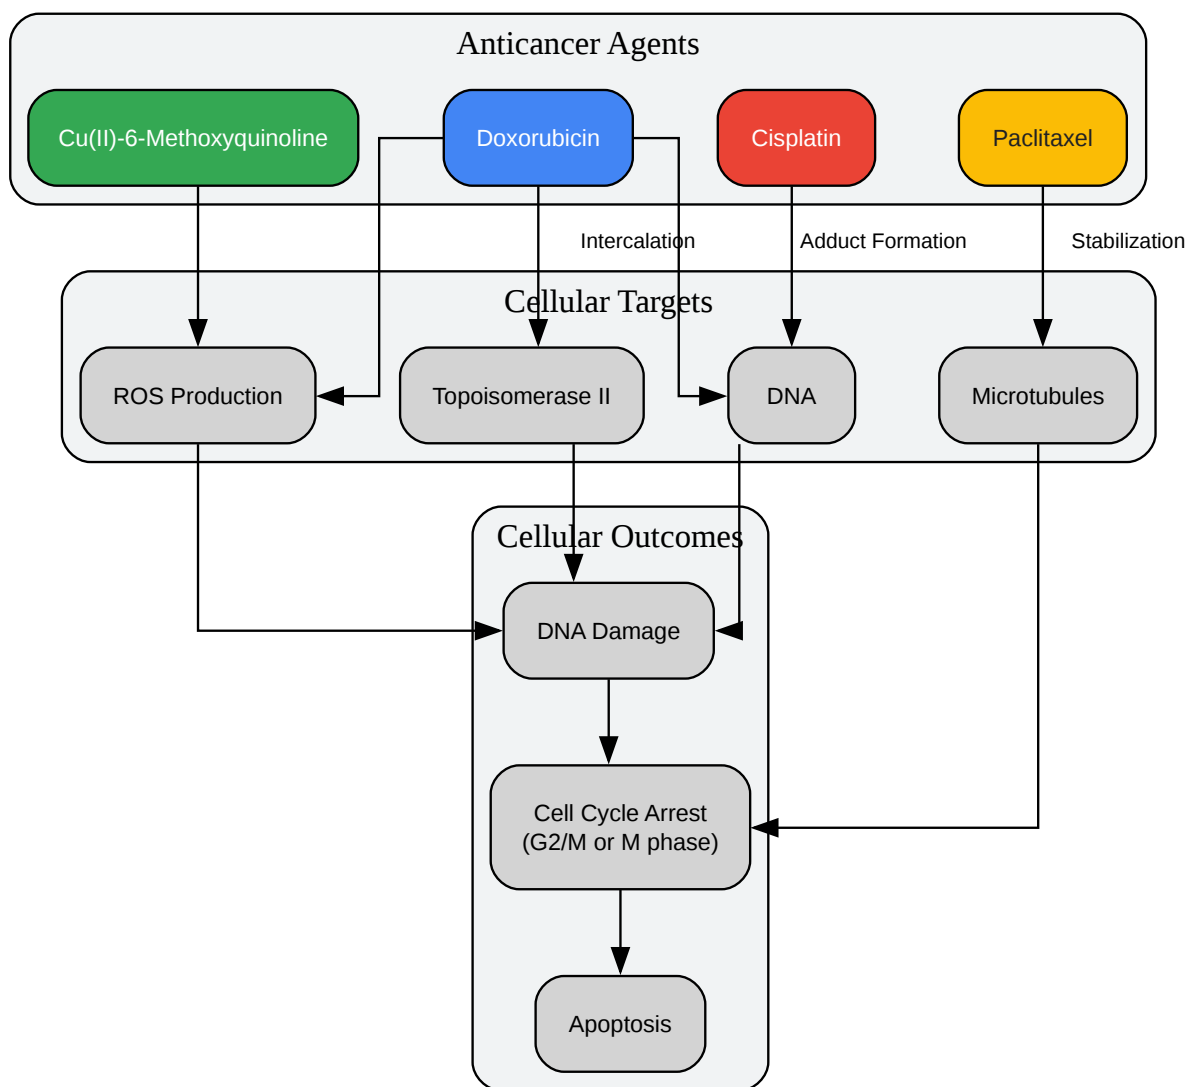 Anticancer Agents
Cu(II)-6-Methoxyquinoline
Doxorubicin
Cisplatin
Paclitaxel
Intercalation
Adduct Formation
Stabilization
Cellular Targets
ROS Production
Topoisomerase II
DNA
Microtubules
Cellular Outcomes
DNA Damage
Cell Cycle Arrest
(G2/M or M phase)
Apoptosis